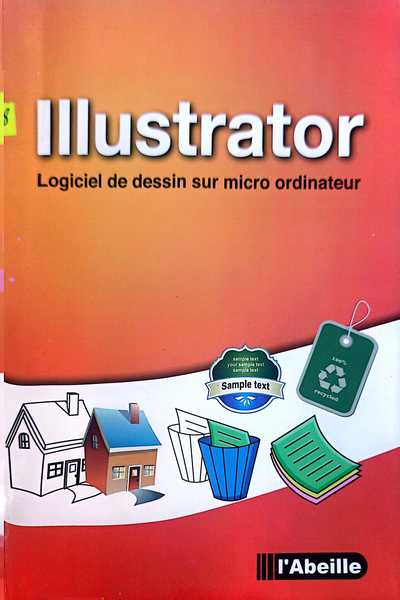 8
Illustrator
Logiciel de dessin sur micro ordinateur
sample text
your sample text
sample text
Sample text
100%
recycled
l'Abeille